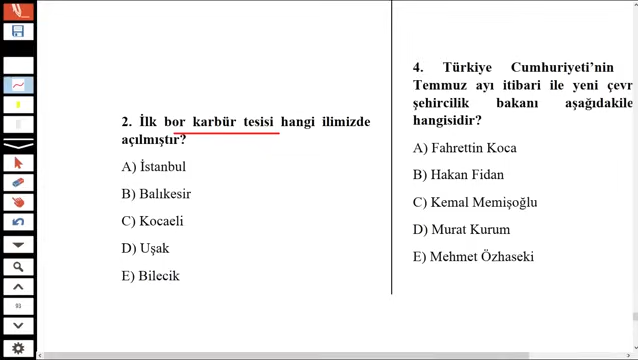 2. İlk bor karbür tesisi hangi ilimizde
açılmıştır?
A) İstanbul
B) Balıkesir
C) Kocaeli
D) Uşak
E) Bilecik
4. Türkiye Cumhuriyeti’nin
Temmuz ayı itibari ile yeni çevr
şehircilik bakanı aşağıdakile
hangisidir?
A) Fahrettin Koca
B) Hakan Fidan
C) Kemal Memişoğlu
D) Murat Kurum
E) Mehmet Özhaseki